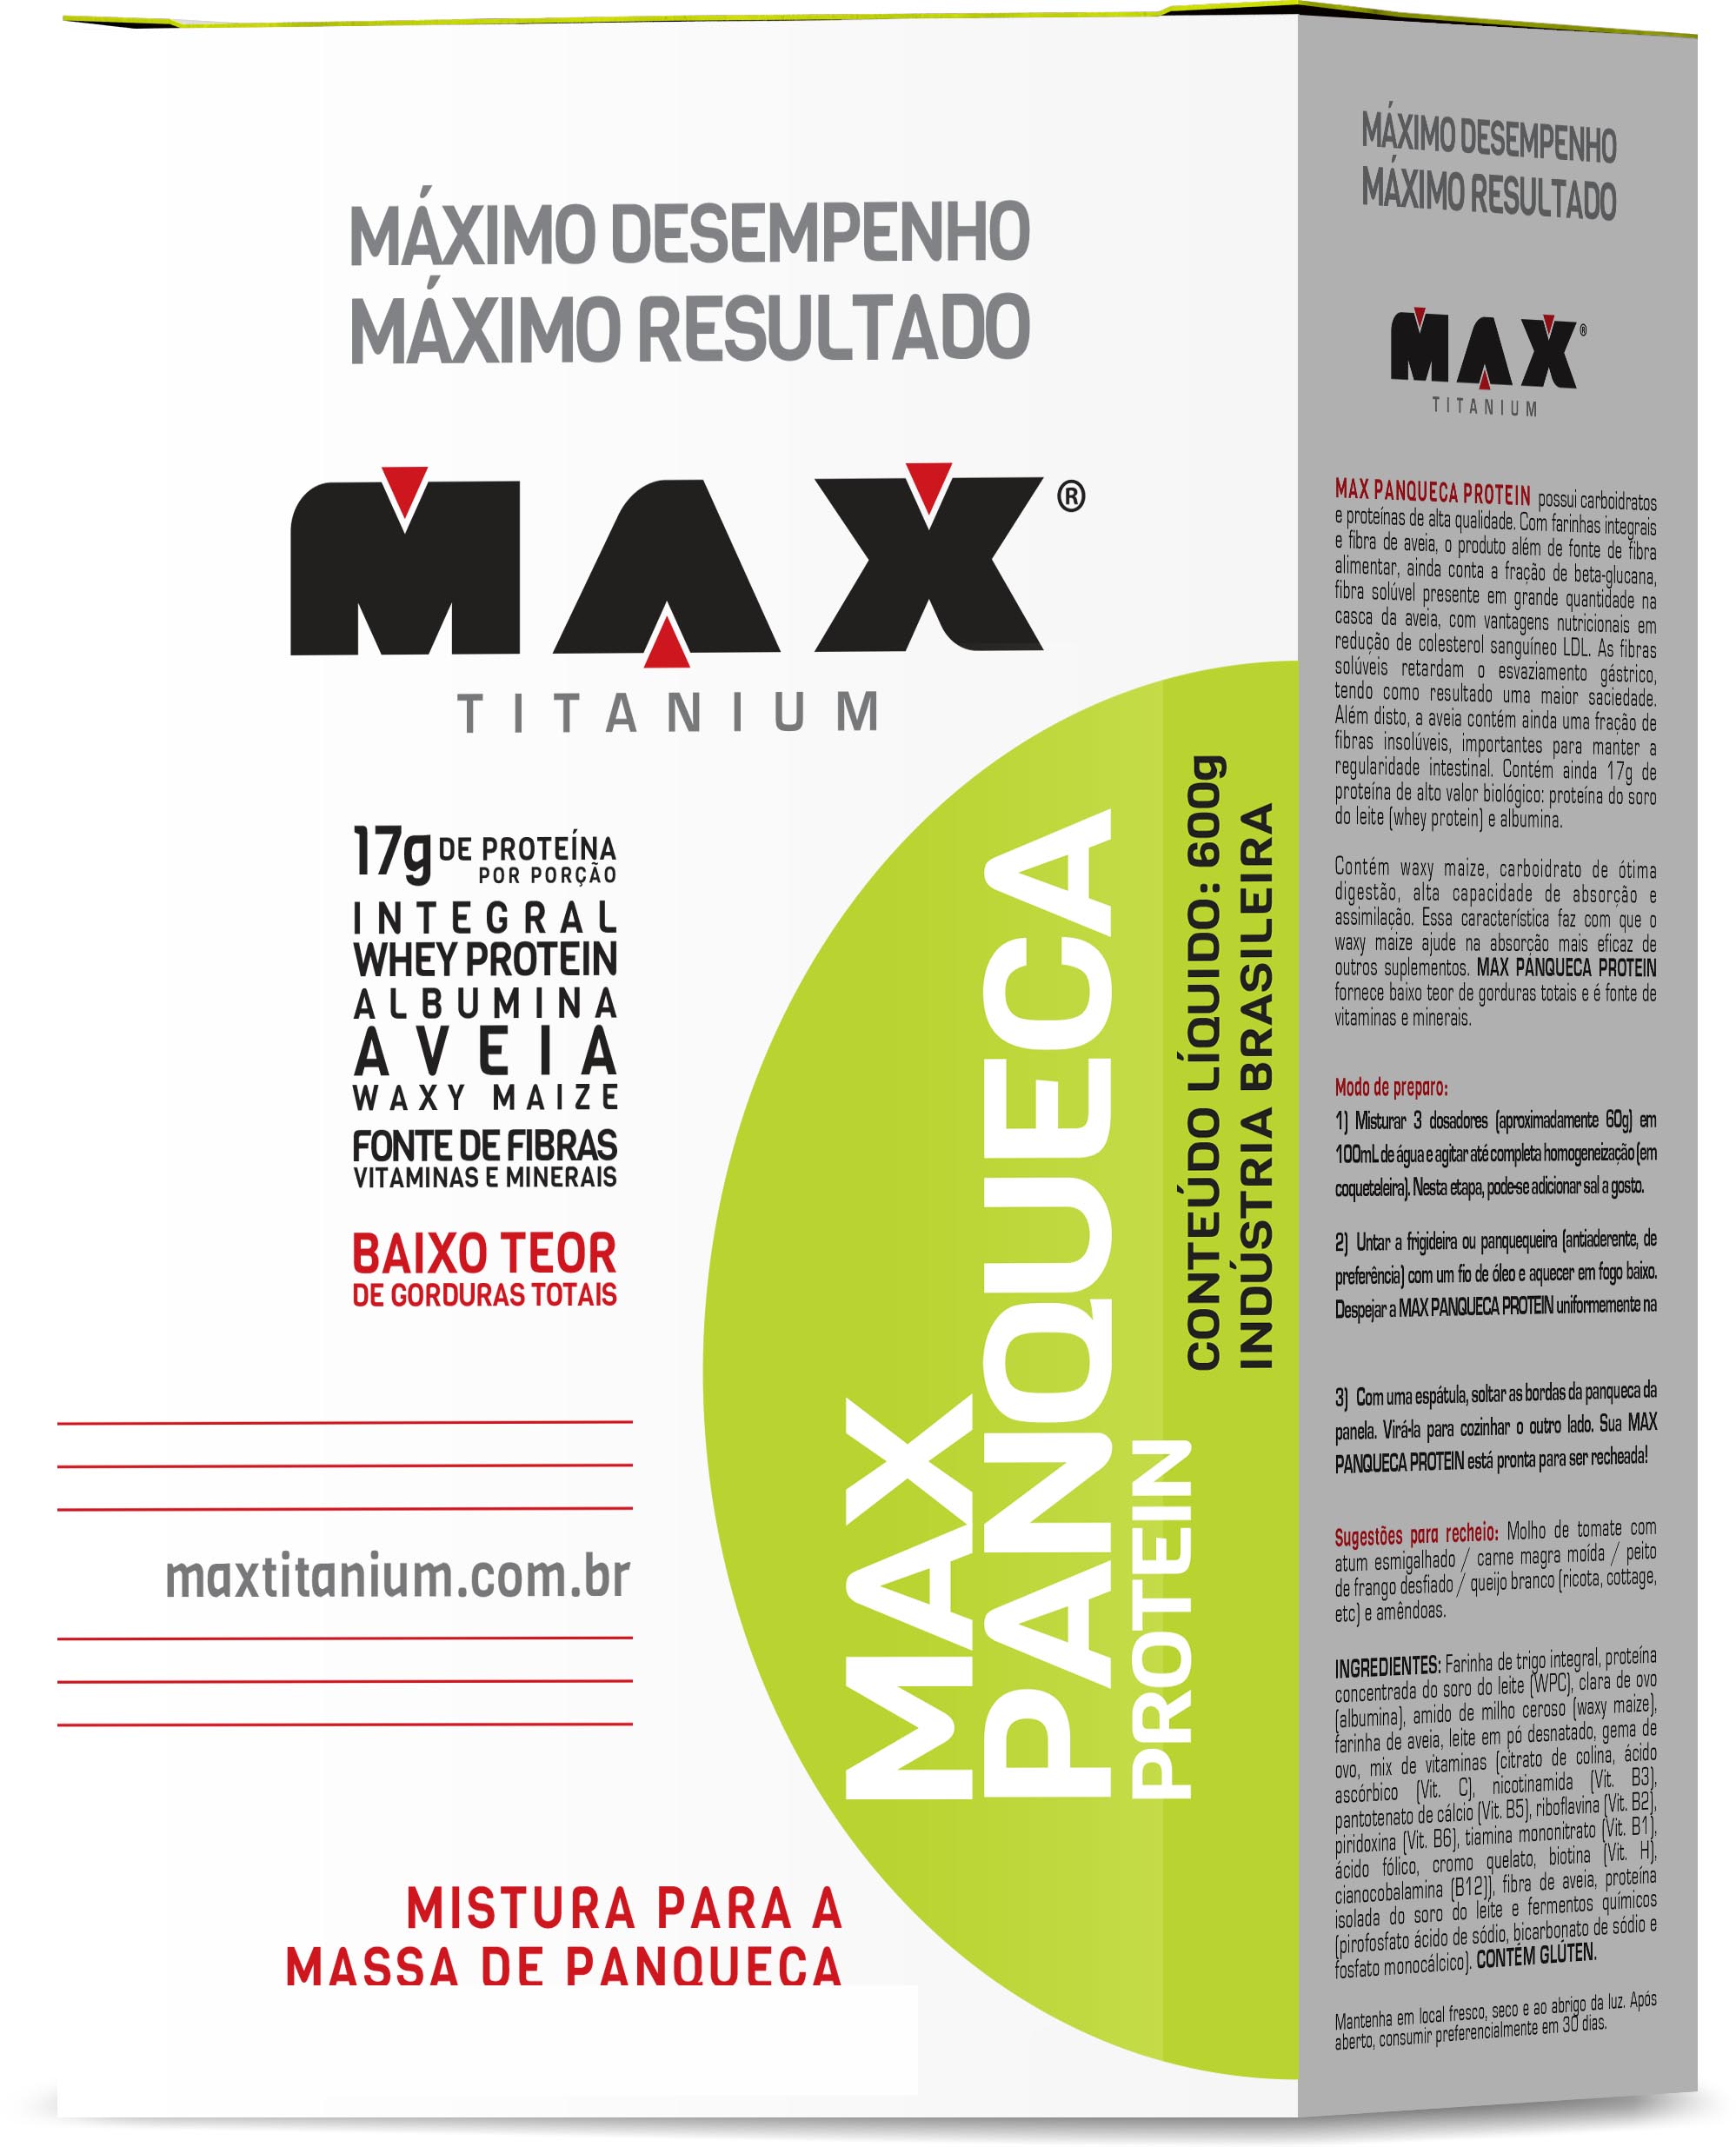 MÁXIMO DESEMPENHO
MÁXIMO RESULTADO
MAX®
TITANIUM
17g DE PROTEÍNA
POR PORÇÃO
INTEGRAL
WHEY PROTEIN
ALBUMINA
AVEIA
WAXY MAIZE
FONTE DE FIBRAS
VITAMINAS E MINERAIS
BAIXO TEOR
DE GORDURAS TOTAIS
maxtitanium.com.br
MISTURA PARA A
MASSA DE PANQUECA
MAX
PANQUECA
PROTEIN
CONTEÚDO LÍQUIDO: 600g
INDÚSTRIA BRASILEIRA
MÁXIMO DESEMPENHO
MÁXIMO RESULTADO
MAX®
TITANIUM
MAX PANQUECA PROTEIN possui carboidratos
e proteínas de alta qualidade. Com farinhas integrais
e fibra de aveia, o produto além de fonte de fibra
alimentar, ainda conta a fração de beta-glucana,
fibra solúvel presente em grande quantidade na
casca da aveia, com vantagens nutricionais em
redução de colesterol sanguíneo LDL. As fibras
solúveis retardam o esvaziamento gástrico,
tendo como resultado uma maior saciedade.
Além disto, a aveia contém ainda uma fração de
fibras insolúveis, importantes para manter a
regularidade intestinal. Contém ainda 17g de
proteína de alto valor biológico: proteína do soro
do leite (whey protein) e albumina.
Contém waxy maize, carboidrato de ótima
digestão, alta capacidade de absorção e
assimilação. Essa característica faz com que o
waxy maize ajude na absorção mais eficaz de
outros suplementos. MAX PANQUECA PROTEIN
fornece baixo teor de gorduras totais e é fonte de
vitaminas e minerais.
Modo de preparo:
1) Misturar 3 dosadores (aproximadamente 60g) em
100mL de água e agitar até completa homogeneização (em
coqueteleira). Nesta etapa, pode-se adicionar sal a gosto.
2) Untar a frigideira ou panquequeira (antiaderente, de
preferência) com um fio de óleo e aquecer em fogo baixo.
Despejar a MAX PANQUECA PROTEIN uniformemente na
3) Com uma espátula, soltar as bordas da panqueca da
panela. Virá-la para cozinhar o outro lado. Sua MAX
PANQUECA PROTEIN está pronta para ser recheada!
Sugestões para recheio: Molho de tomate com
atum esmigalhado / carne magra moída / peito
de frango desfiado / queijo branco (ricota, cottage,
etc) e amêndoas.
INGREDIENTES: Farinha de trigo integral, proteína
concentrada do soro do leite (WPC), clara de ovo
(albumina), amido de milho ceroso (waxy maize),
farinha de aveia, leite em pó desnatado, gema de
ovo, mix de vitaminas (citrato de colina, ácido
ascórbico (Vit. C), nicotinamida (Vit. B3),
pantotenato de cálcio (Vit. B5), riboflavina (Vit. B2),
piridoxina (Vit. B6), tiamina mononitrato (Vit. B1),
ácido fólico, cromo quelato, biotina (Vit. H),
cianocobalamina (B12)), fibra de aveia, proteína
isolada do soro do leite e fermentos químicos
(pirofosfato ácido de sódio, bicarbonato de sódio e
fosfato monocálcico). CONTÉM GLÚTEN.
Mantenha em local fresco, seco e ao abrigo da luz. Após
aberto, consumir preferencialmente em 30 dias.